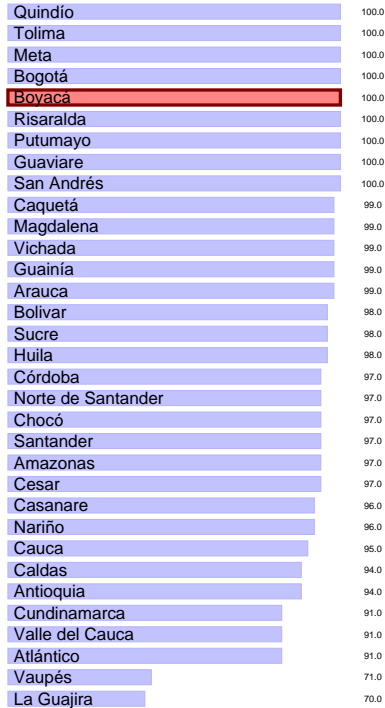 Quindío 100.0
Tolima 100.0
Meta 100.0
Bogotá 100.0
Boyacá 100.0
Risaralda 100.0
Putumayo 100.0
Guaviare 100.0
San Andrés 100.0
Caquetá 99.0
Magdalena 99.0
Vichada 99.0
Guainía 99.0
Arauca 99.0
Bolivar 98.0
Sucre 98.0
Huila 98.0
Córdoba 97.0
Norte de Santander 97.0
Chocó 97.0
Santander 97.0
Amazonas 97.0
Cesar 97.0
Casanare 96.0
Nariño 96.0
Cauca 95.0
Caldas 94.0
Antioquia 94.0
Cundinamarca 91.0
Valle del Cauca 91.0
Atlántico 91.0
Vaupés 71.0
La Guajira 70.0